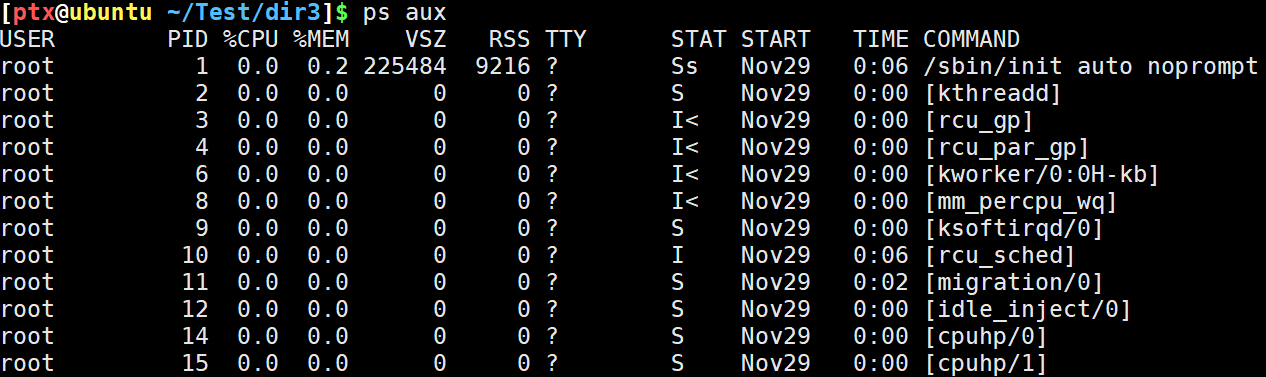 [ptx@ubuntu ~/Test/dir3]$ ps aux
USER        PID %CPU %MEM    VSZ   RSS TTY      STAT START   TIME COMMAND
root          1  0.0  0.2 225484  9216 ?        Ss   Nov29   0:06 /sbin/init auto noprompt
root          2  0.0  0.0      0     0 ?        S    Nov29   0:00 [kthreadd]
root          3  0.0  0.0      0     0 ?        I<   Nov29   0:00 [rcu_gp]
root          4  0.0  0.0      0     0 ?        I<   Nov29   0:00 [rcu_par_gp]
root          6  0.0  0.0      0     0 ?        I<   Nov29   0:00 [kworker/0:0H-kb]
root          8  0.0  0.0      0     0 ?        I<   Nov29   0:00 [mm_percpu_wq]
root          9  0.0  0.0      0     0 ?        S    Nov29   0:00 [ksoftirqd/0]
root         10  0.0  0.0      0     0 ?        I    Nov29   0:06 [rcu_sched]
root         11  0.0  0.0      0     0 ?        S    Nov29   0:02 [migration/0]
root         12  0.0  0.0      0     0 ?        S    Nov29   0:00 [idle_inject/0]
root         14  0.0  0.0      0     0 ?        S    Nov29   0:00 [cpuhp/0]
root         15  0.0  0.0      0     0 ?        S    Nov29   0:00 [cpuhp/1]